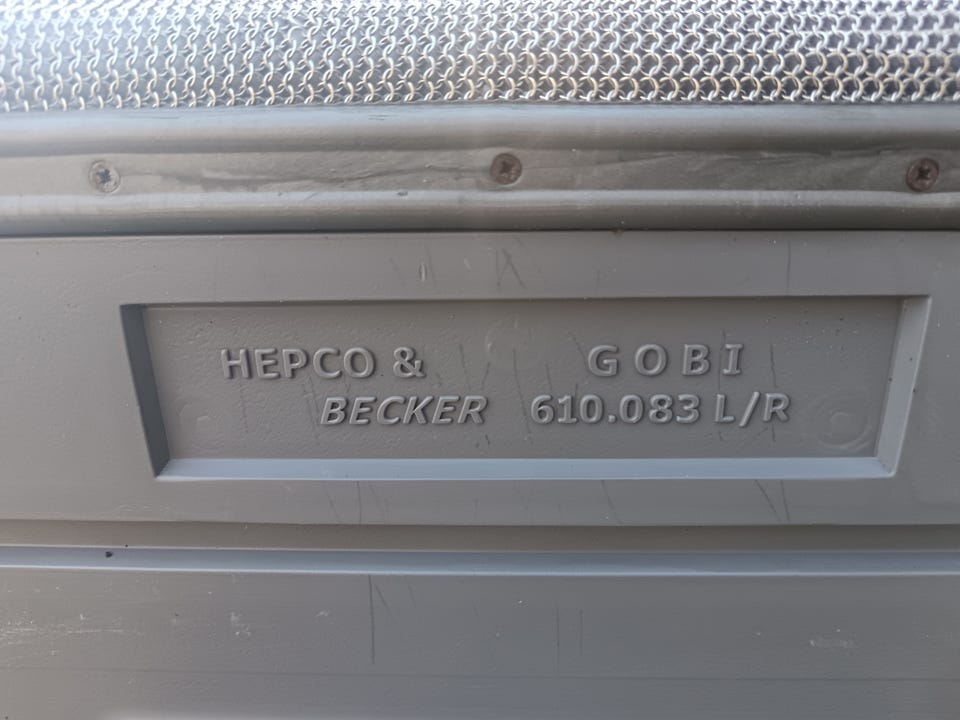 HEPCO & GOBI
BECKER 610.083 L/R